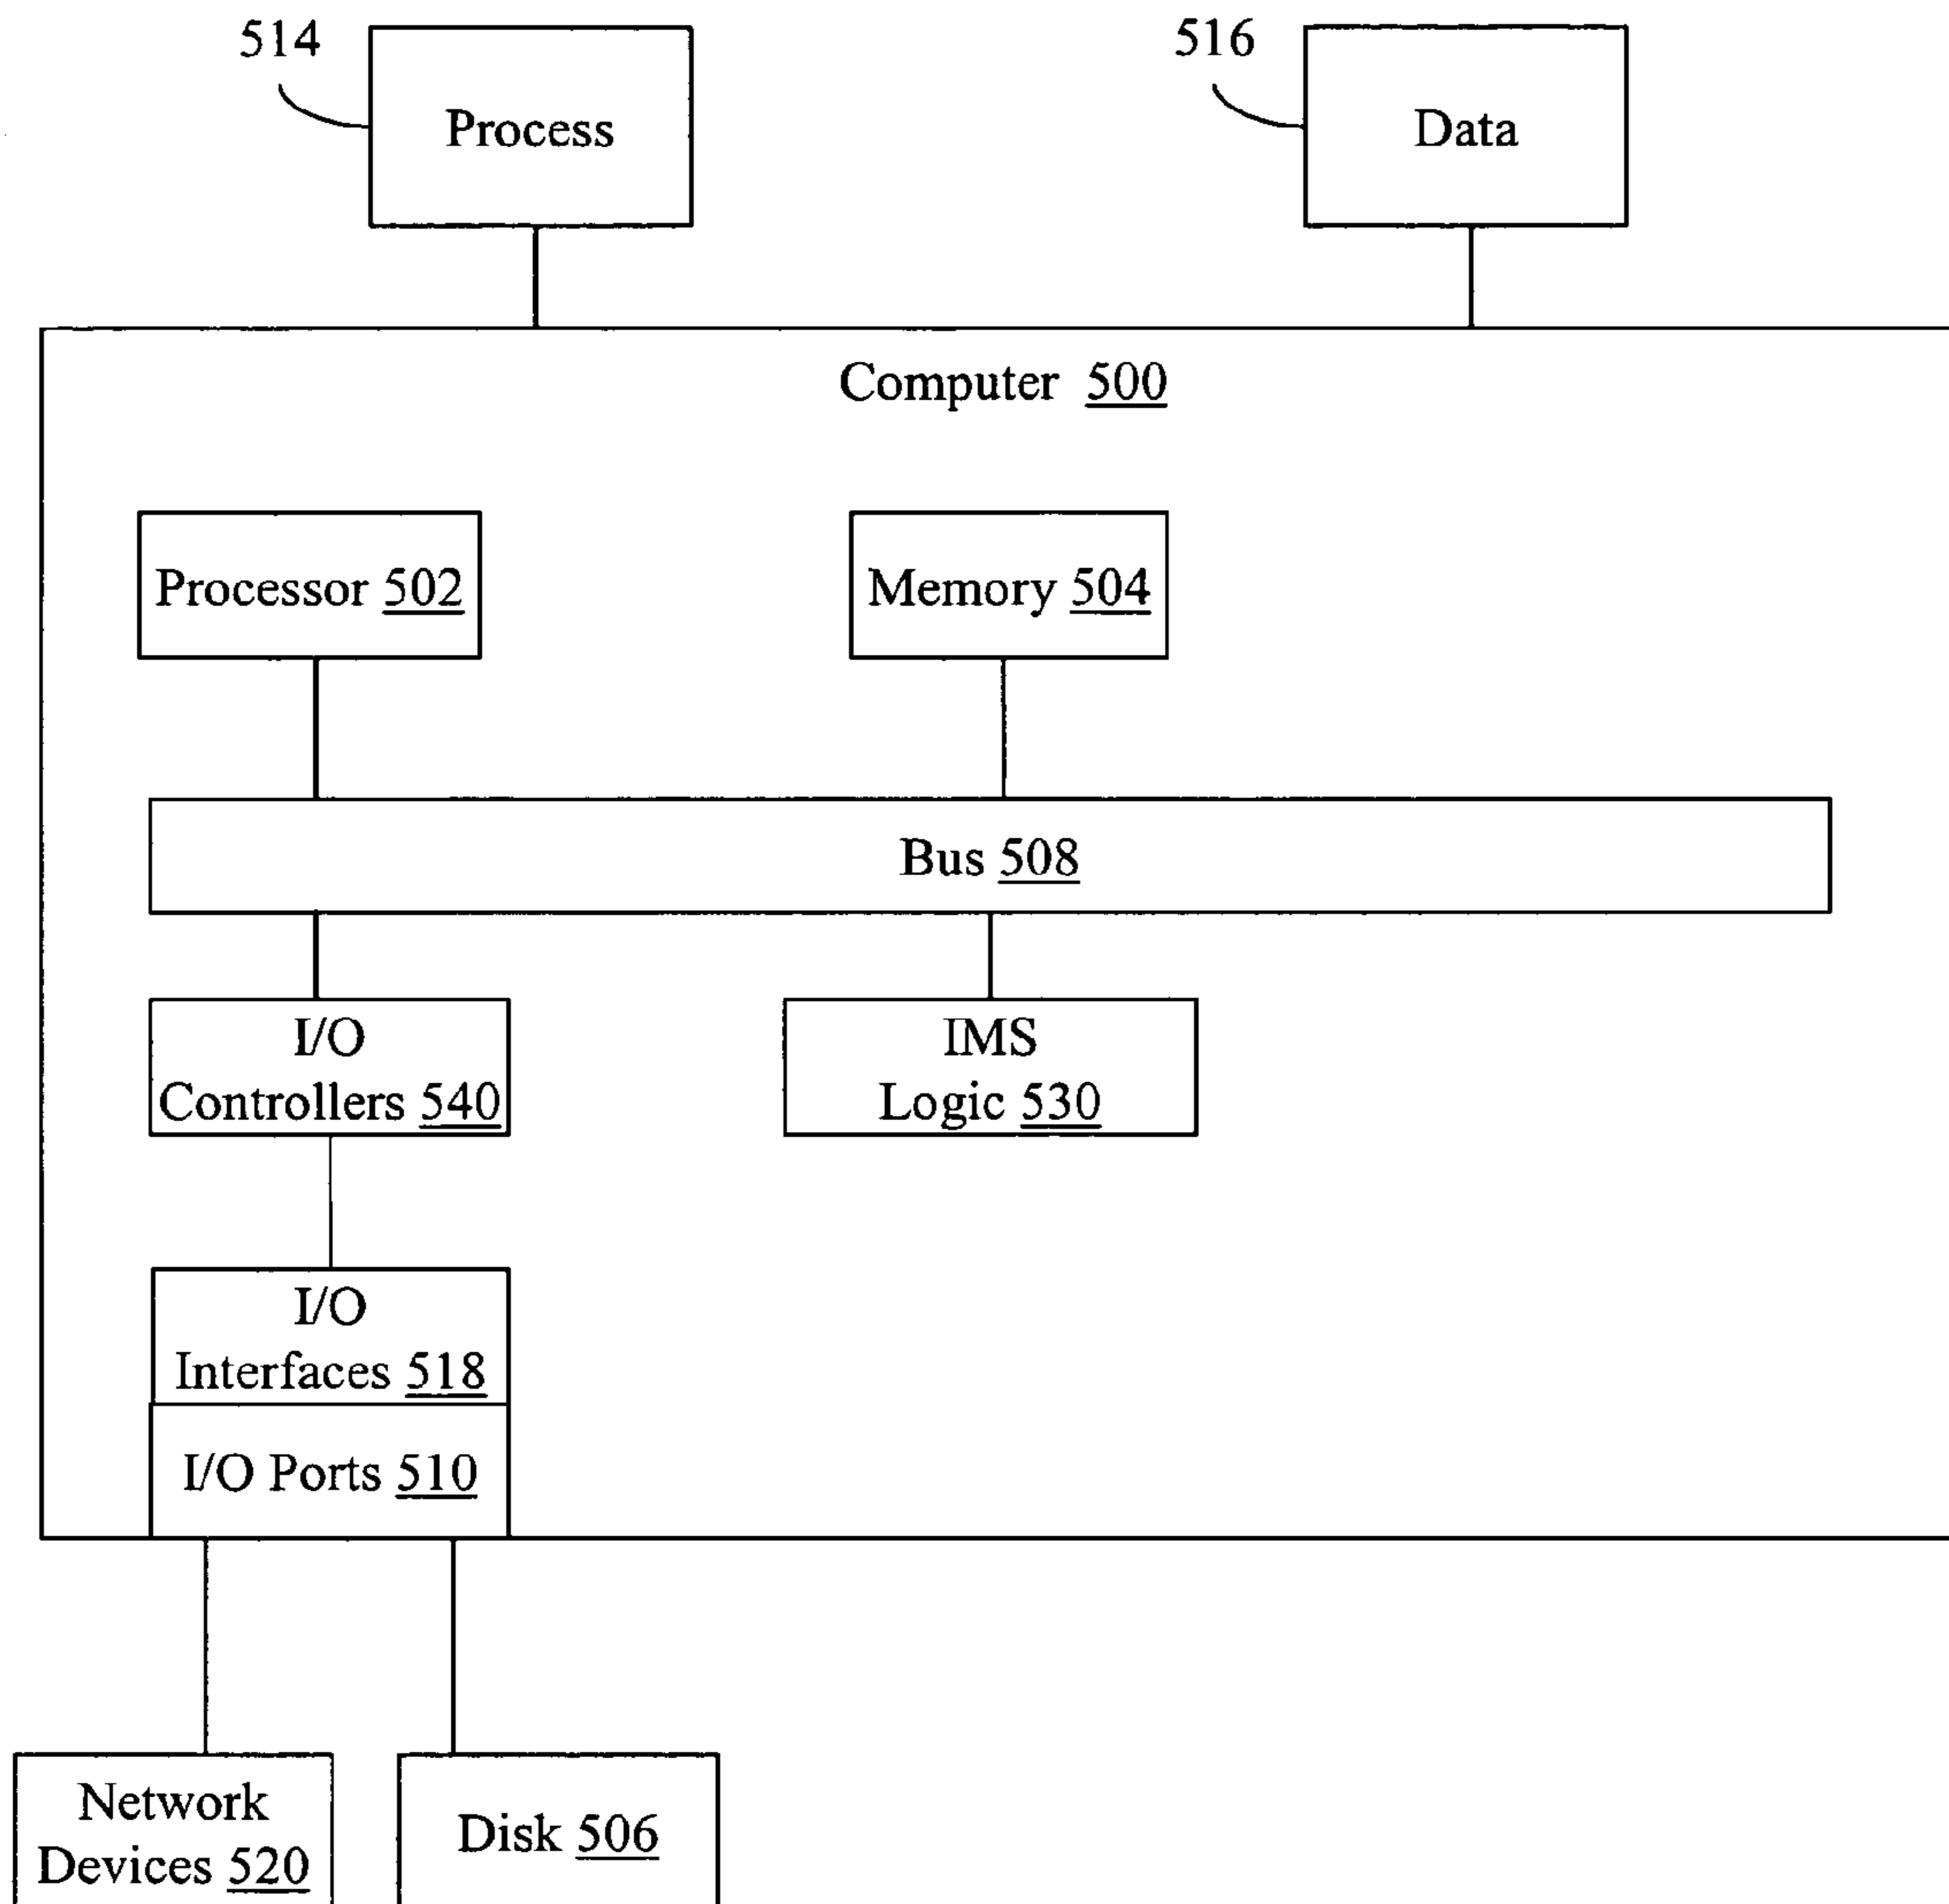 514
Process
516
Data
Computer 500
Processor 502
Memory 504
Bus 508
I/O
Controllers 540
IMS
Logic 530
I/O
Interfaces 518
I/O Ports 510
Network
Devices 520
Disk 506